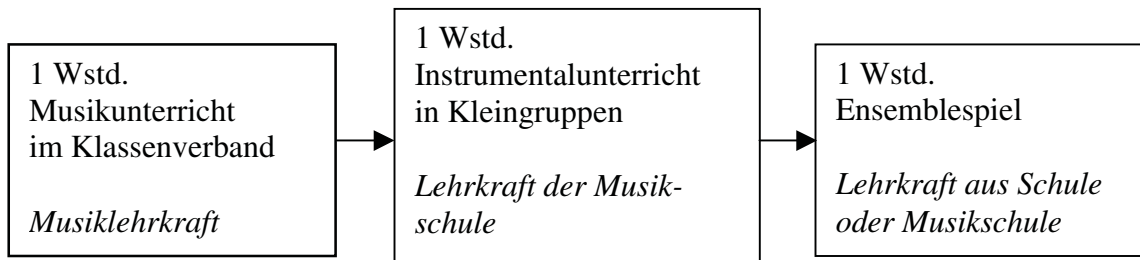 1 Wstd.
Musikunterricht
im Klassenverband
Musiklehrkraft
1 Wstd.
Instrumentalunterricht
in Kleingruppen
Lehrkraft der Musik-
schule
1 Wstd.
Ensemblespiel
Lehrkraft aus Schule
oder Musikschule